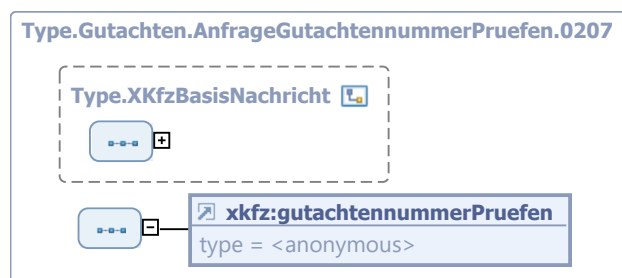 Type.Gutachten.AnfrageGutachtennummerPruefen.0207
Type.XKfzBasisNachricht
xkfz:gutachtennummerPruefen
type = <anonymous>